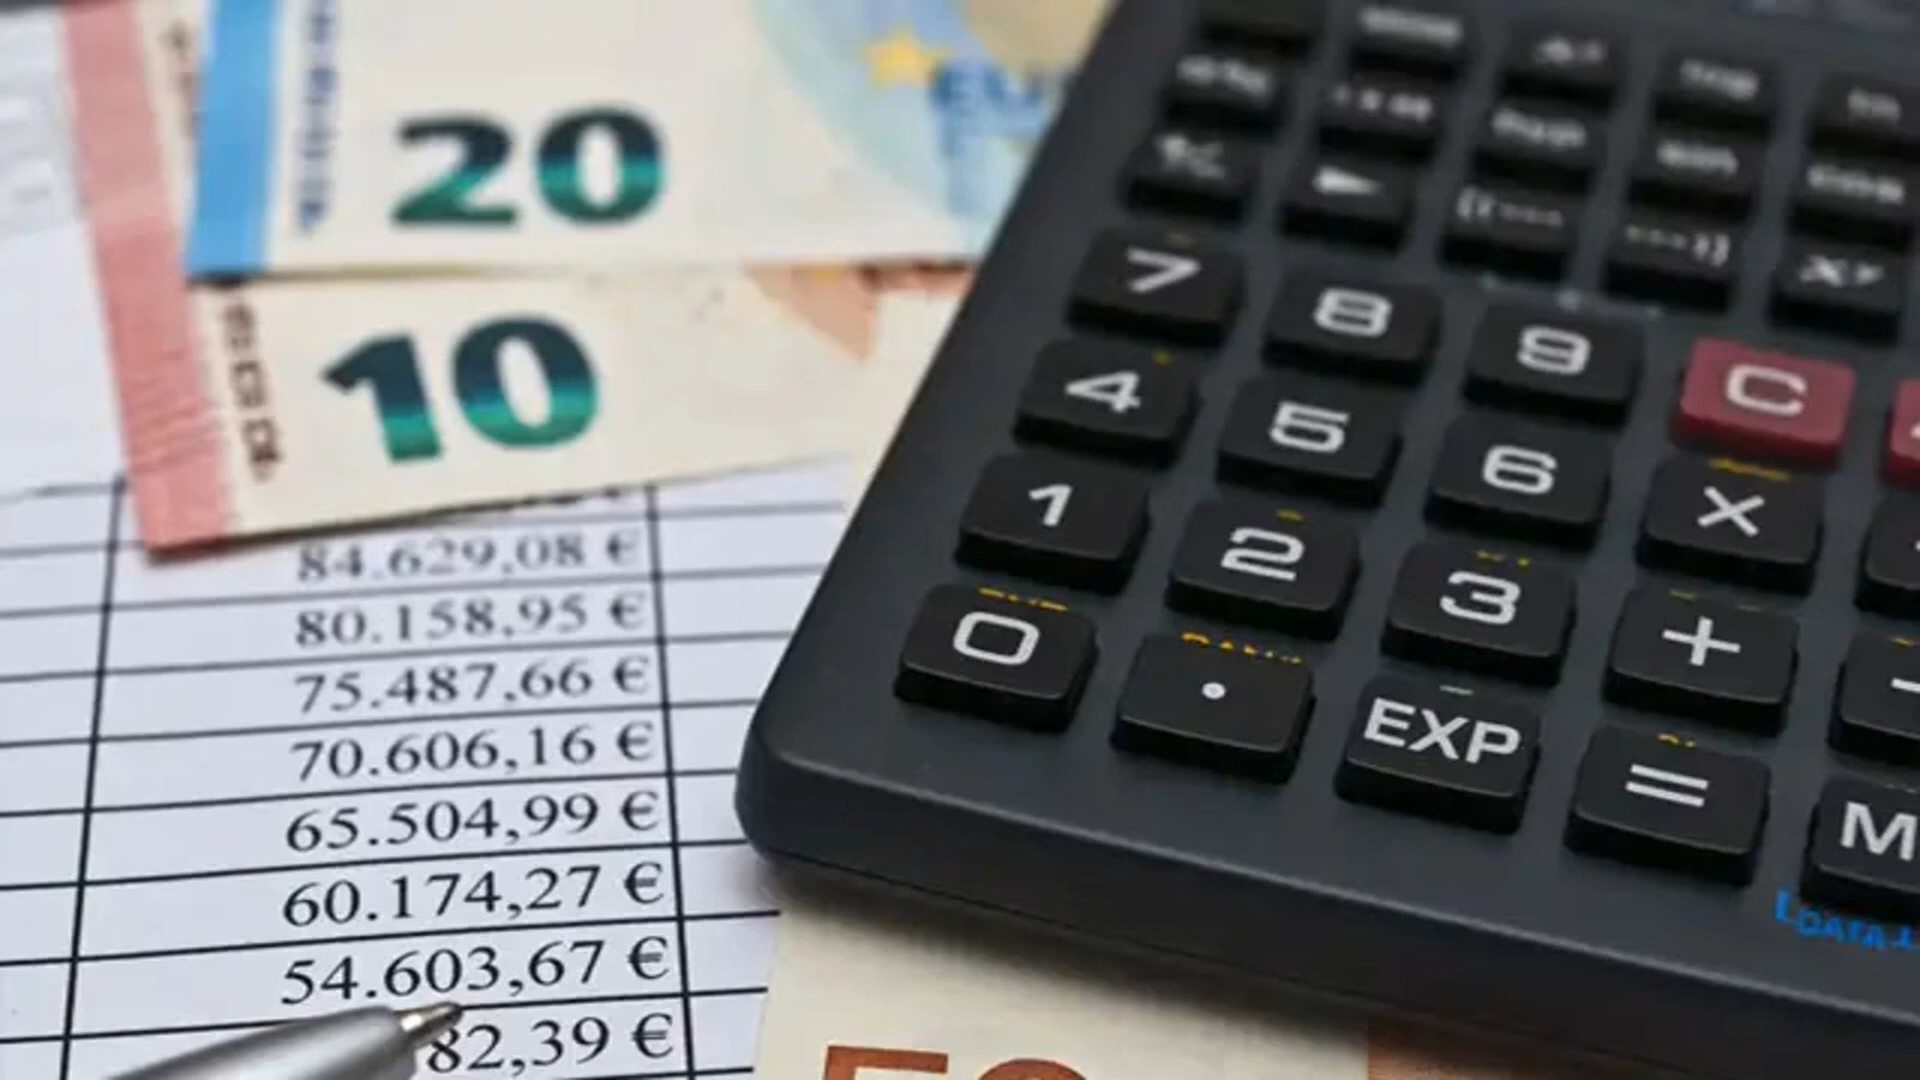 20
10
84.629,08 €
80.158,95 €
75.487,66 €
70.606,16 €
65.504,99 €
60.174,27 €
54.603,67 €
82,39 €
7 8 9 C
4 5 6 ×
1 2 3 +
0 . EXP =
M
DATA